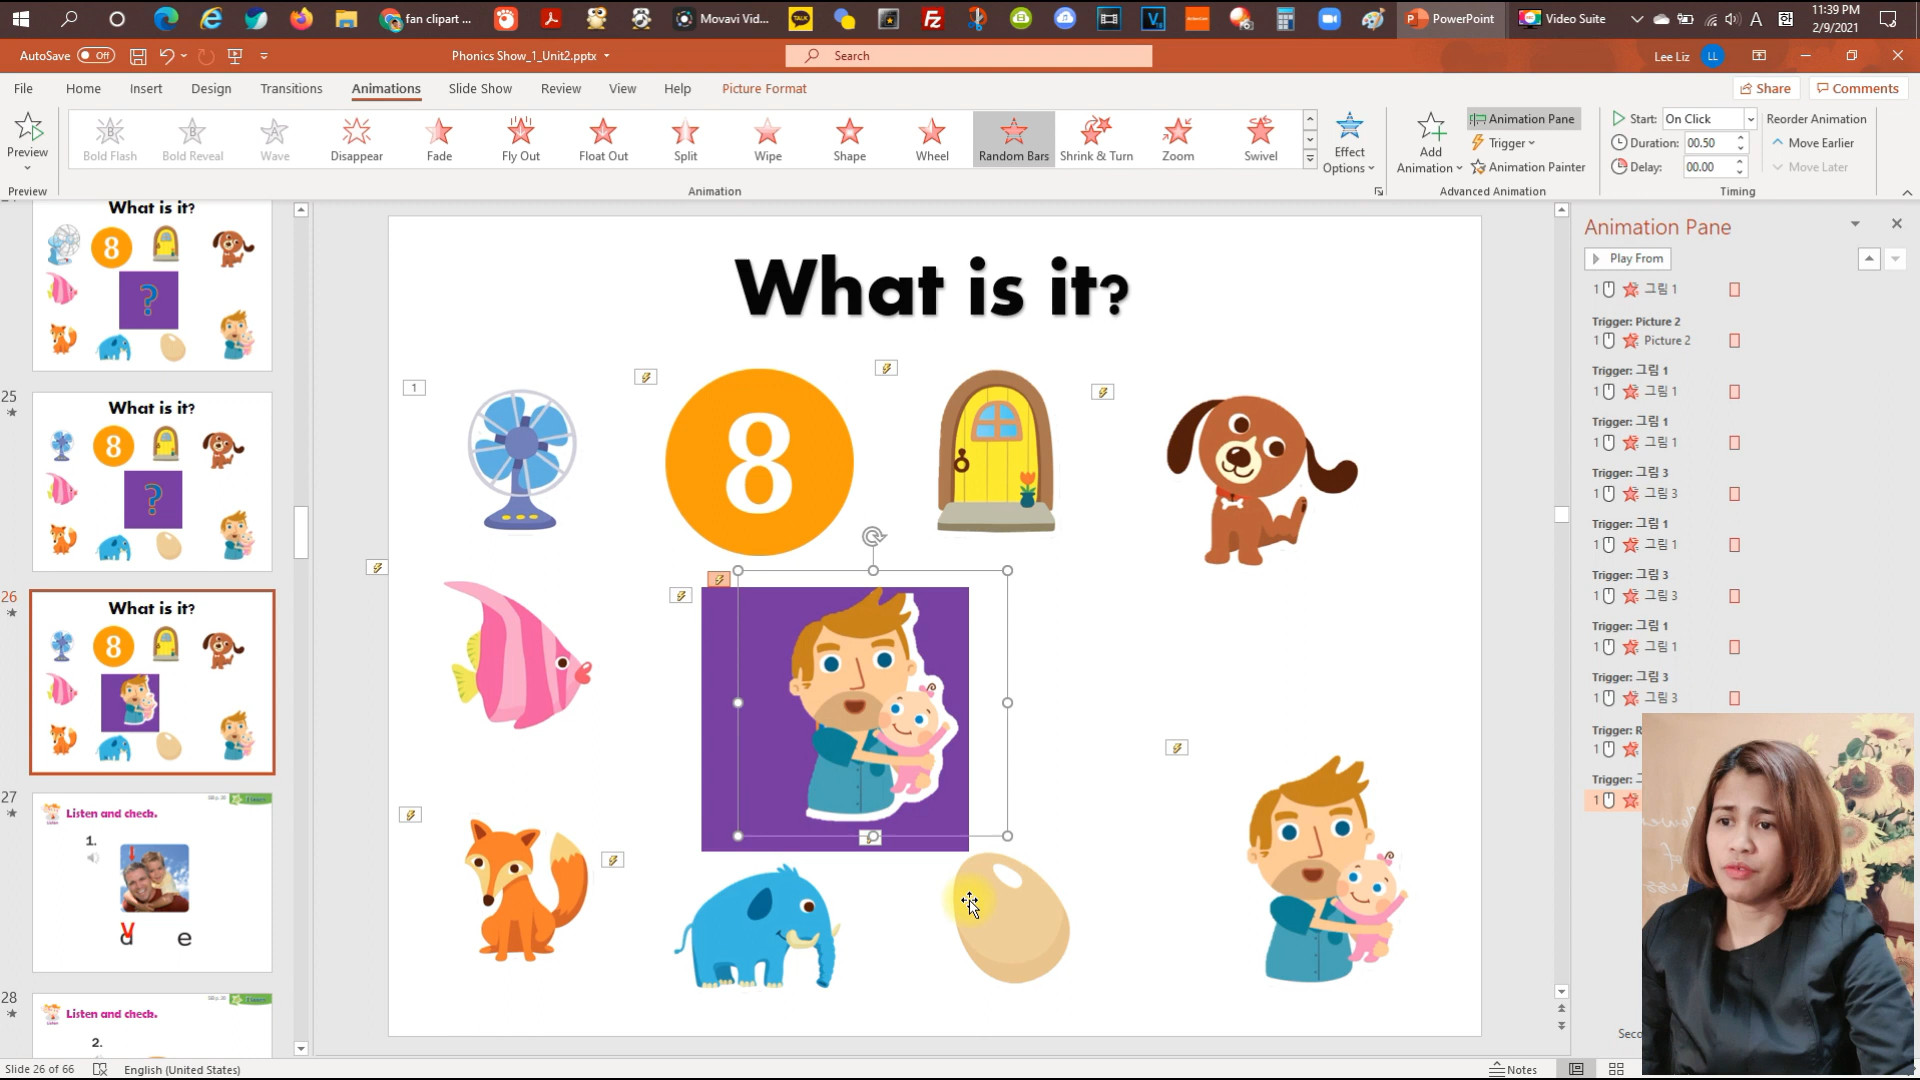 fan clipart ...
Movavi Vid...
PowerPoint
Video Suite
A
11:39 PM
2/9/2021
AutoSave Off
Phonics Show_1_Unit2.pptx
Search
Lee Liz
LL
File
Home
Insert
Design
Transitions
Animations
Slide Show
Review
View
Help
Picture Format
Share
Comments
Preview
Bold Flash
Bold Reveal
Wave
Disappear
Fade
Fly Out
Float Out
Split
Wipe
Shape
Wheel
Random Bars
Shrink & Turn
Zoom
Swivel
Effect
Options
Add
Animation
Animation Pane
Trigger
Animation Painter
Start: On Click
Duration: 00.50
Delay: 00.00
Reorder Animation
Move Earlier
Move Later
Preview
Animation
Advanced Animation
Timing
What is it?
8
?
25
What is it?
8
?
26
What is it?
8
27
Listen and check.
1.
e
28
Listen and check.
2.
What is it?
1
8
Animation Pane
Play From
1 그림 1
Trigger: Picture 2
1 Picture 2
Trigger: 그림 1
1 그림 1
Trigger: 그림 1
1 그림 1
Trigger: 그림 3
1 그림 3
Trigger: 그림 1
1 그림 1
Trigger: 그림 3
1 그림 3
Trigger: 그림 1
1 그림 1
Trigger: 그림 3
1 그림 3
Trigger: R
1
Trigger:
1
Seco
Slide 26 of 66
English (United States)
Notes